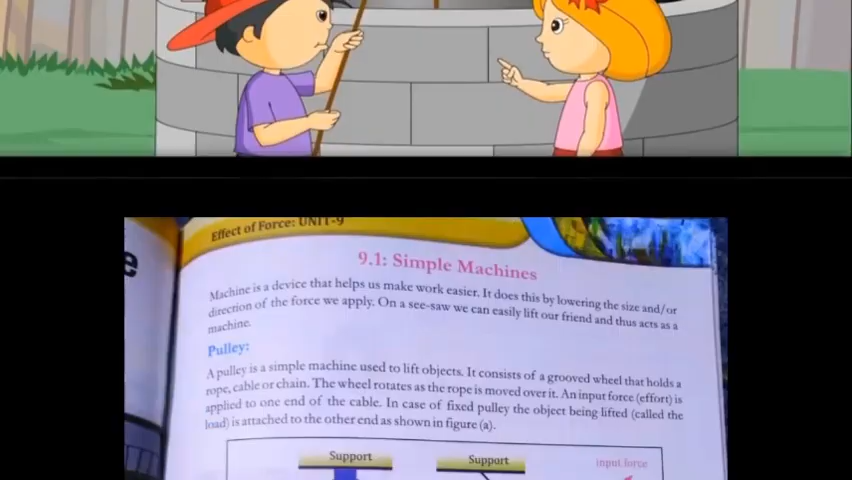 e
Effect of Force: UNIT-9
9.1: Simple Machines
Machine is a device that helps us make work easier. It does this by lowering the size and/or
direction of the force we apply. On a see-saw we can easily lift our friend and thus acts as a
machine.
Pulley:
A pulley is a simple machine used to lift objects. It consists of a grooved wheel that holds a
rope, cable or chain. The wheel rotates as the rope is moved over it. An input force (effort) is
applied to one end of the cable. In case of fixed pulley the object being lifted (called the
load) is attached to the other end as shown in figure (a).
Support Support input force